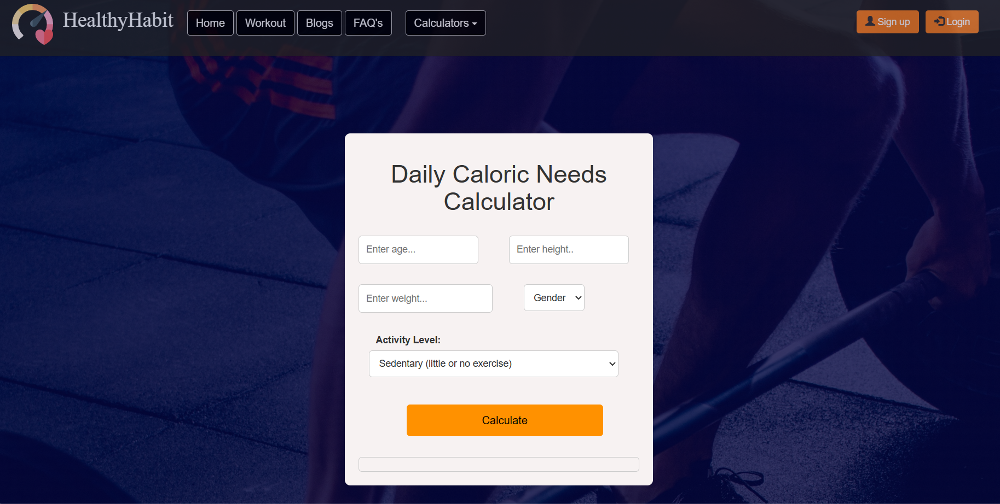 HealthyHabit Home Workout Blogs FAQ's Calculators Sign up Login
Daily Caloric Needs
Calculator
Enter age... Enter height..
Enter weight... Gender
Activity Level:
Sedentary (little or no exercise)
Calculate